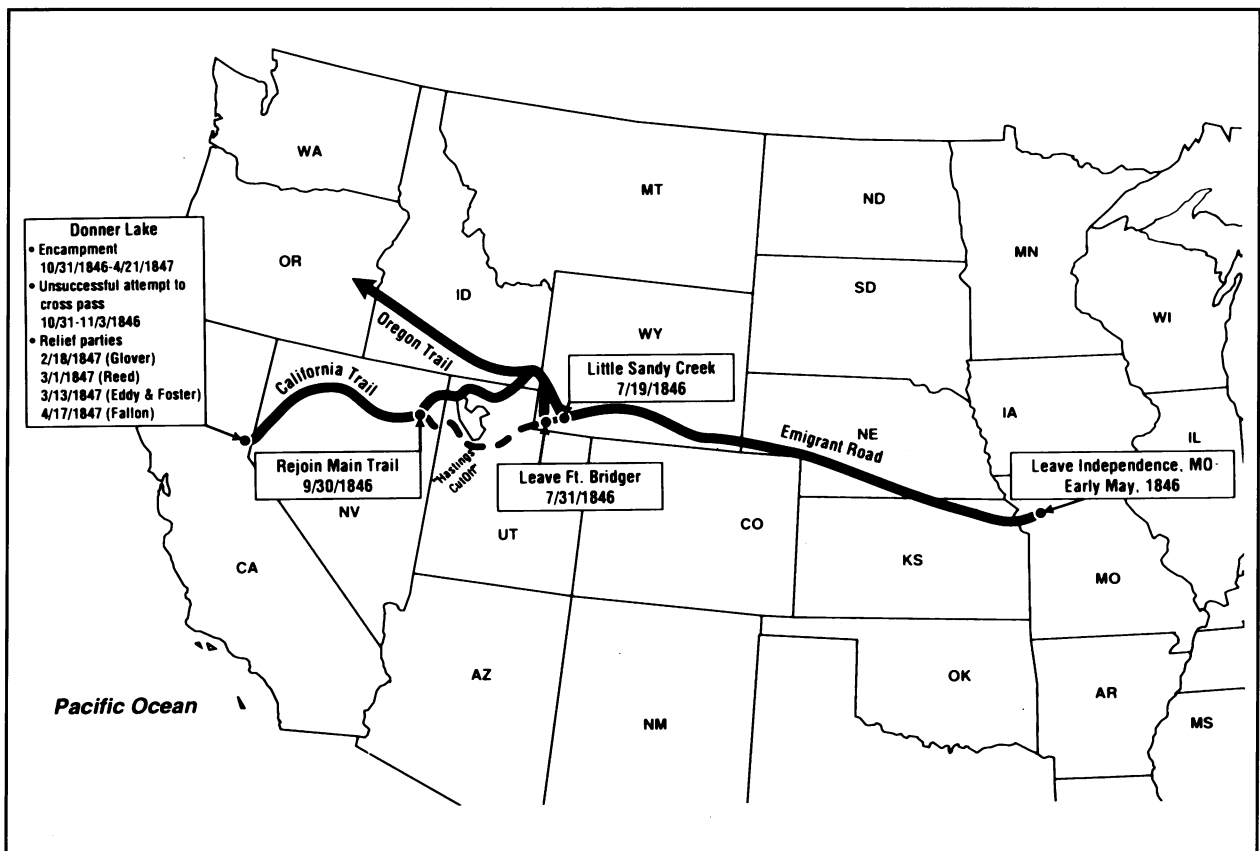 WA
MT
ND
MN
OR
ID
SD
WI
WY
Donner Lake
• Encampment
10/31/1846-4/21/1847
• Unsuccessful attempt to
cross pass
10/31-11/3/1846
• Relief parties
2/18/1847 (Glover)
3/1/1847 (Reed)
3/13/1847 (Eddy & Foster)
4/17/1847 (Fallon)
Oregon Trail
California Trail
Little Sandy Creek
7/19/1846
IA
NE
IL
Emigrant Road
"Hastings
CutOff"
Rejoin Main Trail
9/30/1846
Leave Ft. Bridger
7/31/1846
Leave Independence, MO-
Early May, 1846
NV
UT
CO
KS
MO
CA
AZ
NM
OK
AR
MS
Pacific Ocean